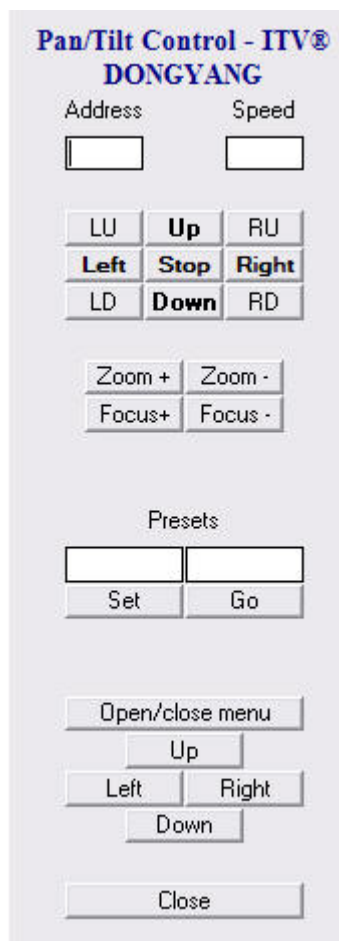 Pan/Tilt Control - ITV®
DONGYANG
Address Speed
LU Up RU
Left Stop Right
LD Down RD
Zoom + Zoom -
Focus+ Focus -
Presets
Set Go
Open/close menu
Up
Left Right
Down
Close